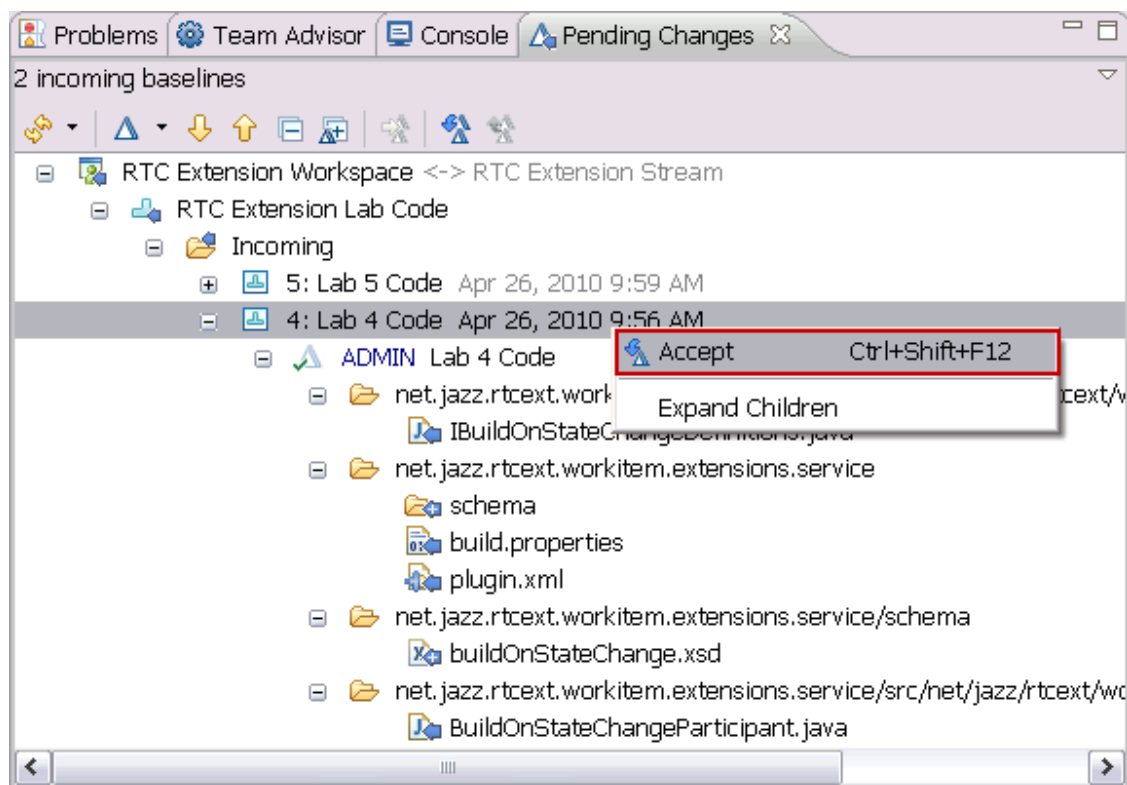 Problems Team Advisor Console Pending Changes
2 incoming baselines
RTC Extension Workspace <-> RTC Extension Stream
RTC Extension Lab Code
Incoming
5: Lab 5 Code Apr 26, 2010 9:59 AM
4: Lab 4 Code Apr 26, 2010 9:56 AM
ADMIN Lab 4 Code
Accept Ctrl+Shift+F12
net.jazz.rtcext.work
Expand Children
IBuildOnStateChangeDefinitions.java
net.jazz.rtcext.workitem.extensions.service
schema
build.properties
plugin.xml
net.jazz.rtcext.workitem.extensions.service/schema
buildOnStateChange.xsd
net.jazz.rtcext.workitem.extensions.service/src/net/jazz/rtcext/wo
BuildOnStateChangeParticipant.java